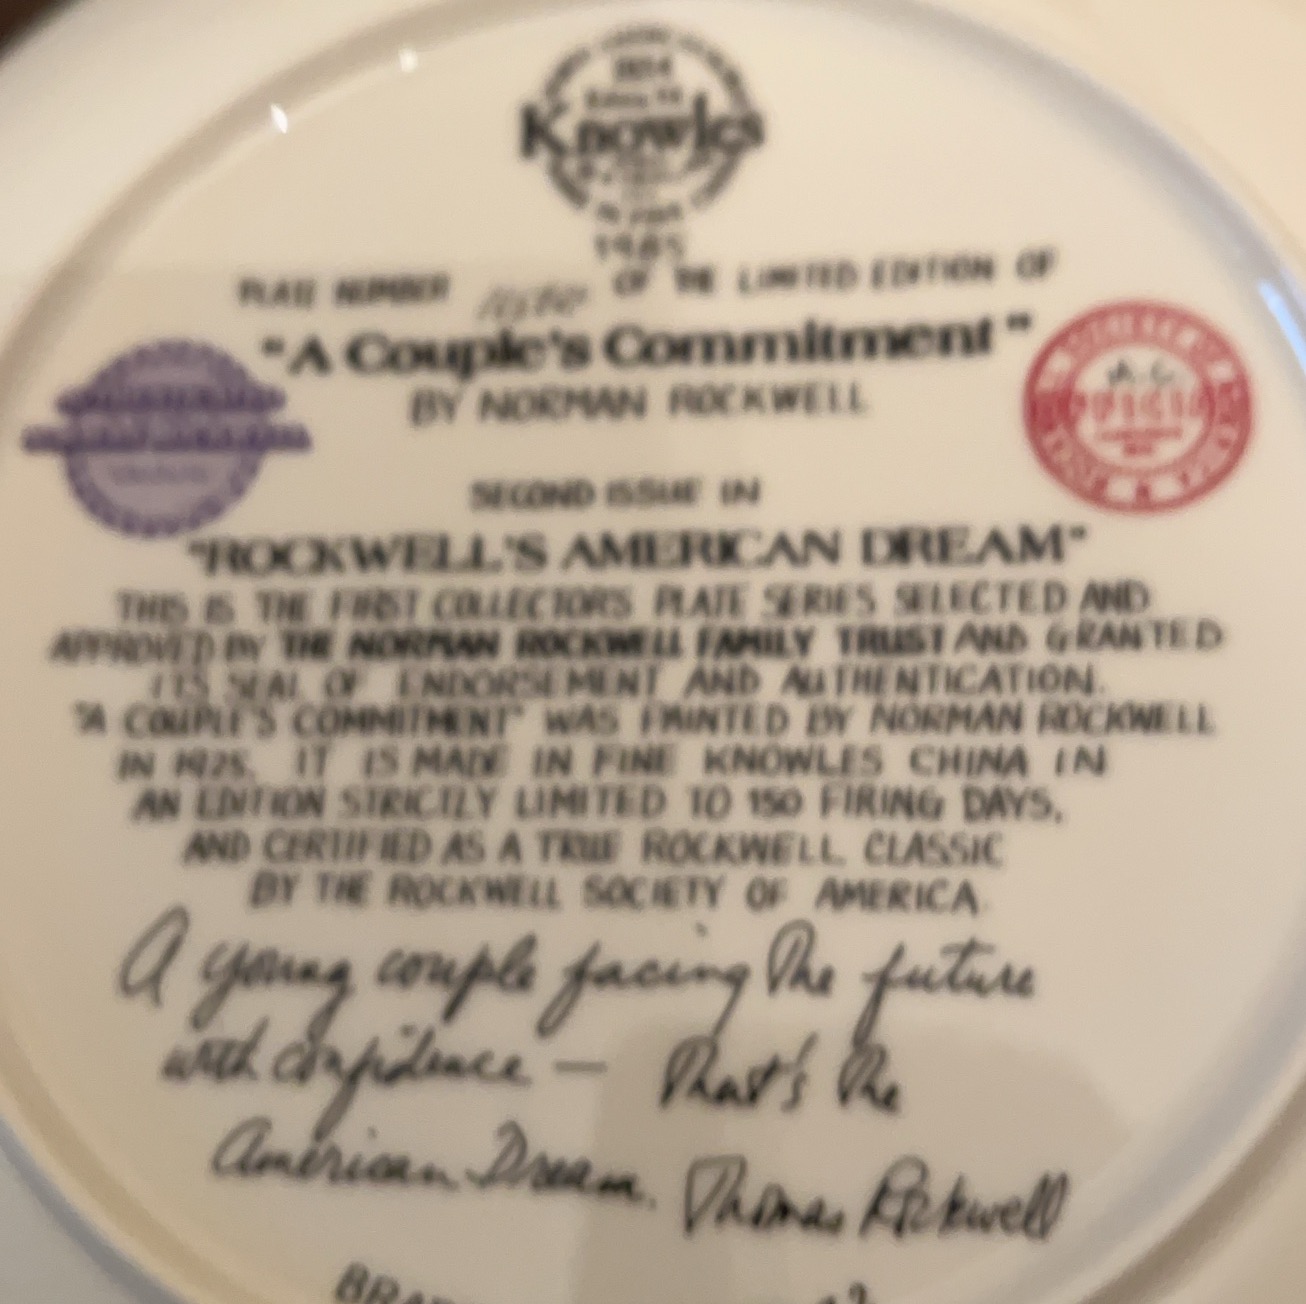 Knowles
1985
PLATE NUMBER OF THE LIMITED EDITION OF
"A Couple's Commitment"
BY NORMAN ROCKWELL
SECOND ISSUE IN
"ROCKWELL'S AMERICAN DREAM"
THIS IS THE FIRST COLLECTORS PLATE SERIES SELECTED AND
APPROVED BY THE NORMAN ROCKWELL FAMILY TRUST AND GRANTED
ITS SEAL OF ENDORSEMENT AND AUTHENTICATION.
"A COUPLE'S COMMITMENT" WAS PAINTED BY NORMAN ROCKWELL
IN 1925. IT IS MADE IN FINE KNOWLES CHINA IN
AN EDITION STRICTLY LIMITED TO 150 FIRING DAYS,
AND CERTIFIED AS A TRUE ROCKWELL CLASSIC
BY THE ROCKWELL SOCIETY OF AMERICA.
A young couple facing the future
with confidence — That's the
American Dream. Thomas Rockwell